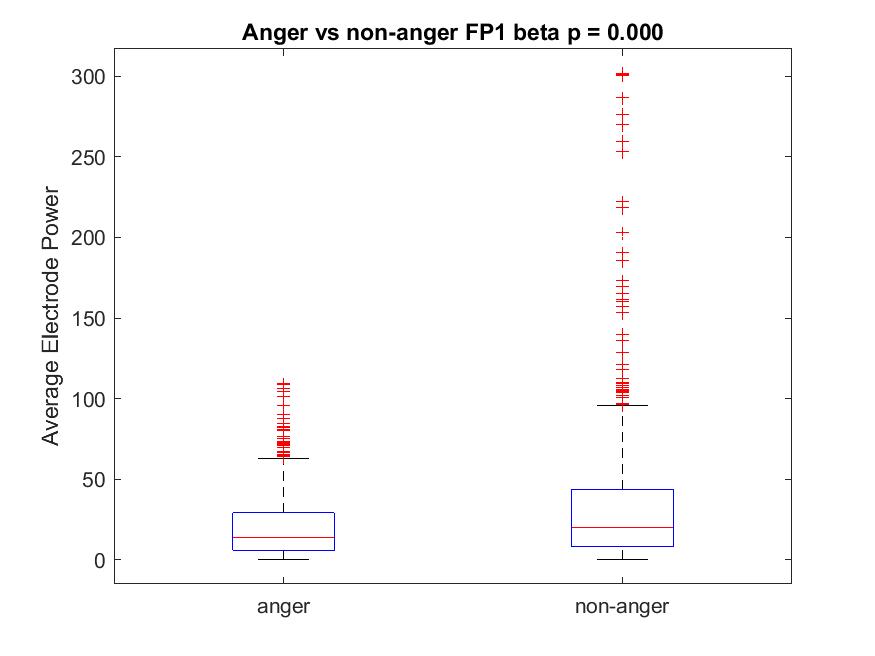 Anger vs non-anger FP1 beta p = 0.000
Average Electrode Power
300
250
200
150
100
50
0
anger
non-anger